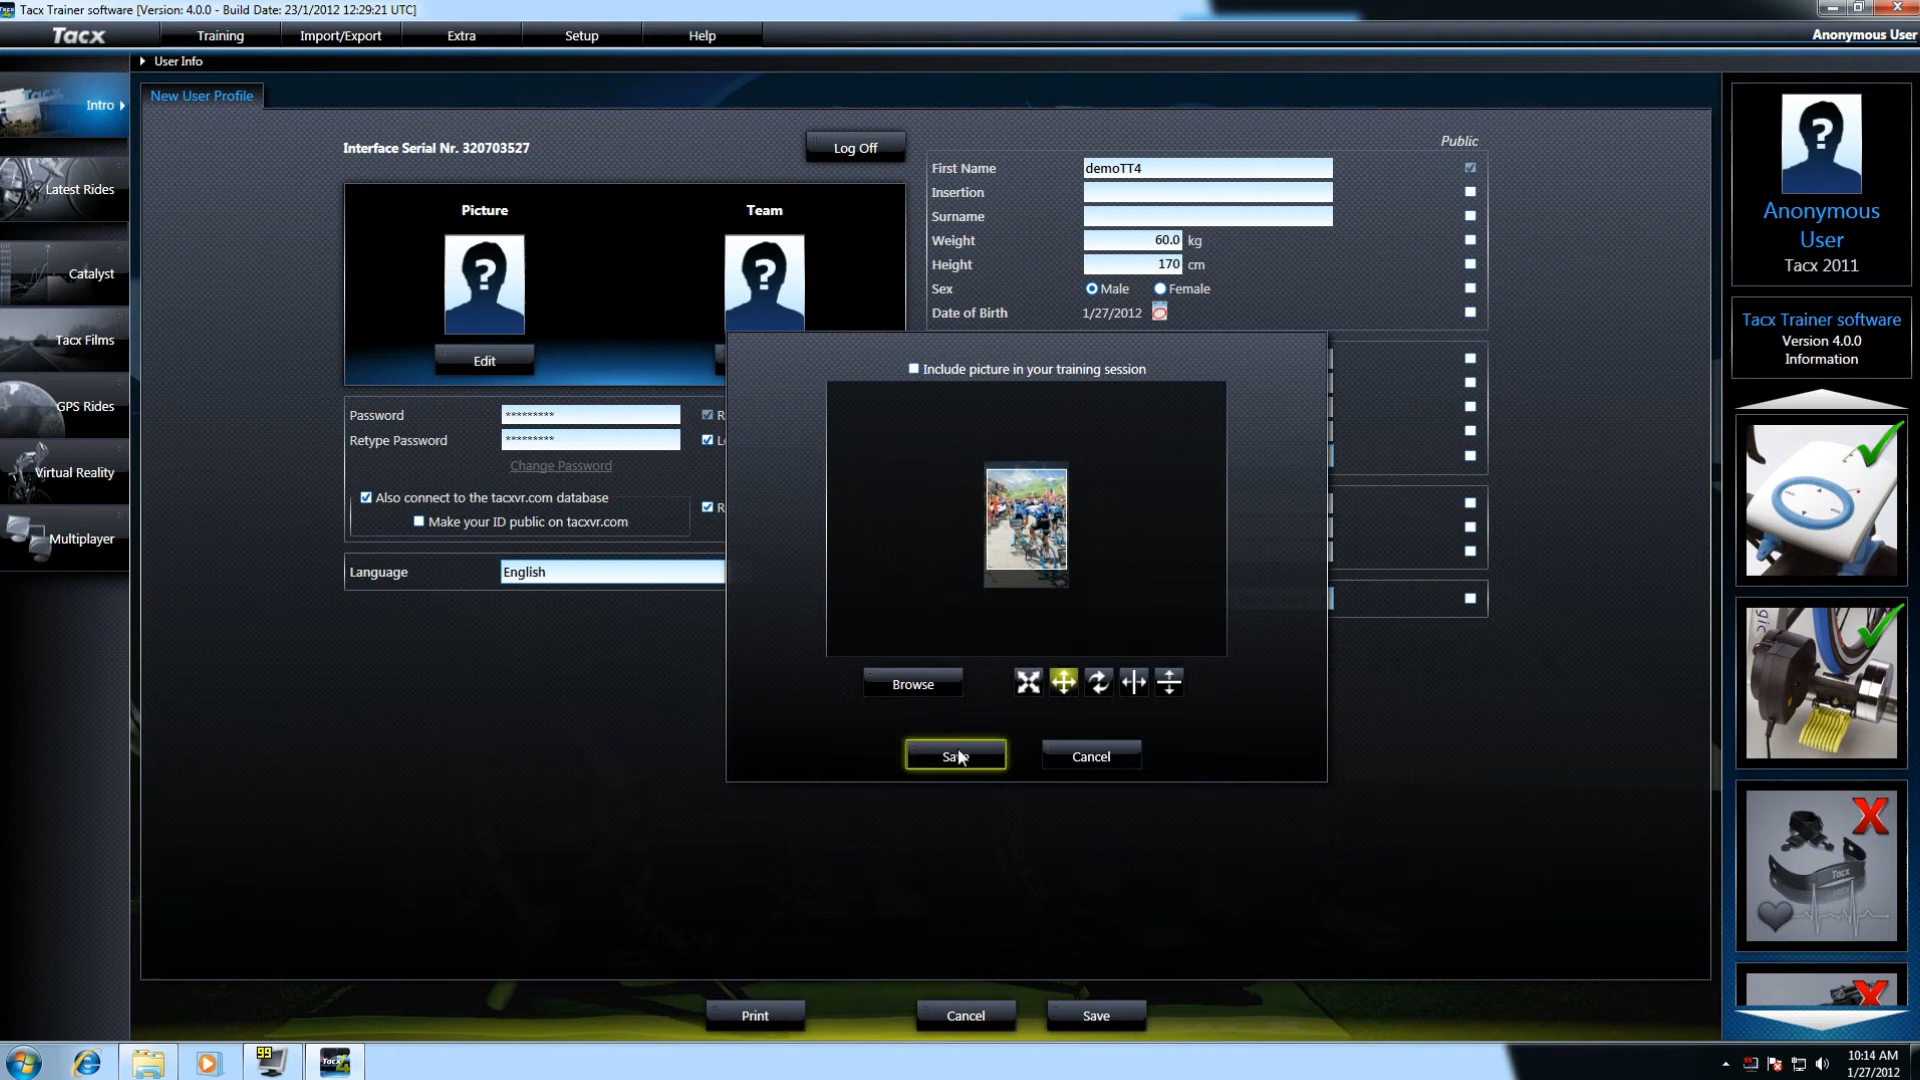 Tacx Trainer software [Version: 4.0.0 - Build Date: 23/1/2012 12:29:21 UTC]
Tacx Training Import/Export Extra Setup Help Anonymous User
User Info
New User Profile
Intro
Latest Rides
Catalyst
Tacx Films
GPS Rides
Virtual Reality
Multiplayer
Interface Serial Nr. 320703527
Log Off
Picture Team
Edit
Password *********
Retype Password *********
Change Password
Also connect to the tacxvr.com database
Make your ID public on tacxvr.com
Language English
Public
First Name demoTT4
Insertion
Surname
Weight 60.0 kg
Height 170 cm
Sex Male Female
Date of Birth 1/27/2012
Include picture in your training session
Browse
Save Cancel
Print Cancel Save
Anonymous
User
Tacx 2011
Tacx Trainer software
Version 4.0.0
Information
Tacx
99
Tacx 4
10:14 AM
1/27/2012